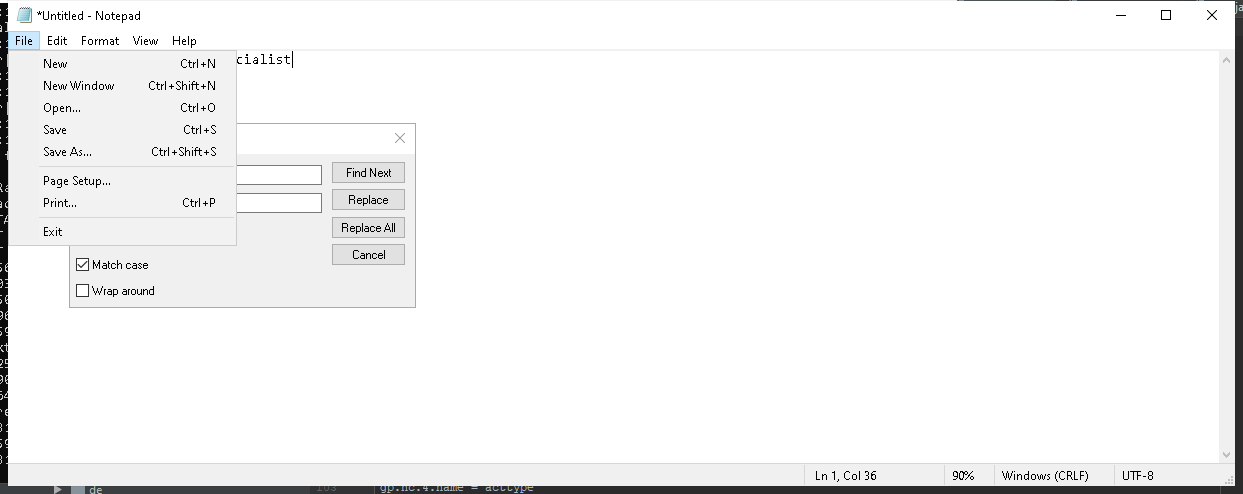 *Untitled - Notepad
File Edit Format View Help
cialist
New Ctrl+N
New Window Ctrl+Shift+N
Open... Ctrl+O
Save Ctrl+S
Save As... Ctrl+Shift+S
Page Setup...
Print... Ctrl+P
Exit
Find Next
Replace
Replace All
Cancel
Match case
Wrap around
Ln 1, Col 36 90% Windows (CRLF) UTF-8
de gp.nc.4.name = acttype